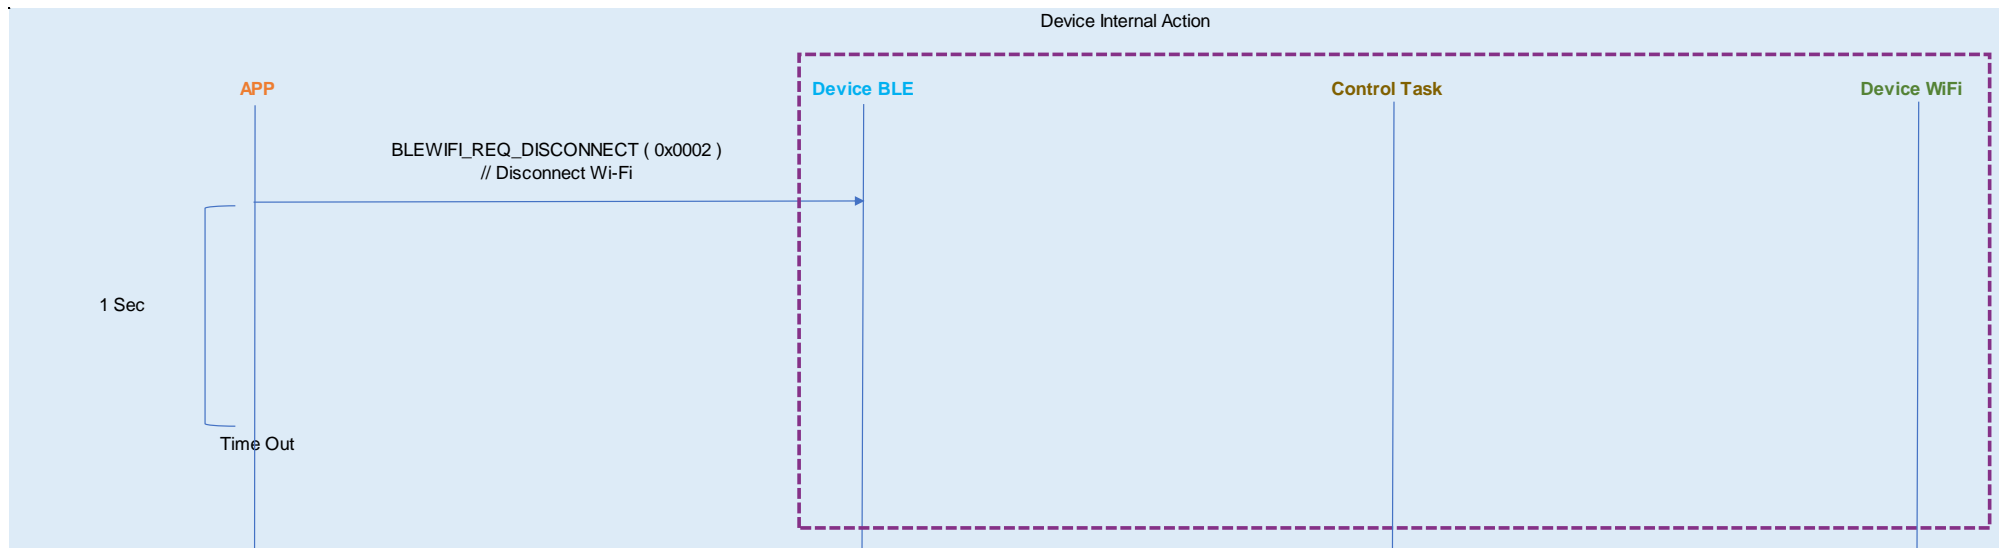 Device Internal Action
APP
Device BLE
Control Task
Device WiFi
BLEWIFI_REQ_DISCONNECT ( 0x0002 )
// Disconnect Wi-Fi
1 Sec
Time Out